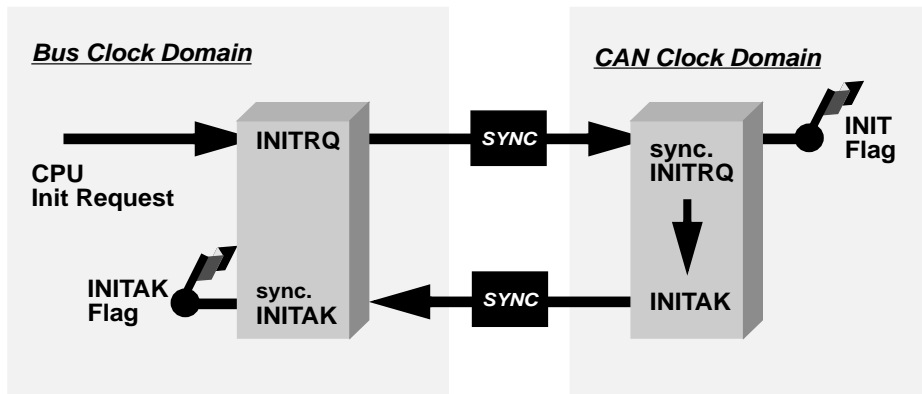 Bus Clock Domain
CAN Clock Domain
CPU
Init Request
INITRQ
SYNC
sync.
INITRQ
INIT
Flag
INITAK
Flag
sync.
INITAK
SYNC
INITAK